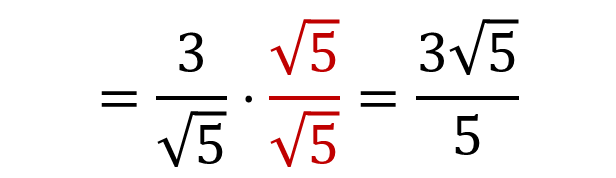 = 3/√5 · √5/√5 = 3√5/5